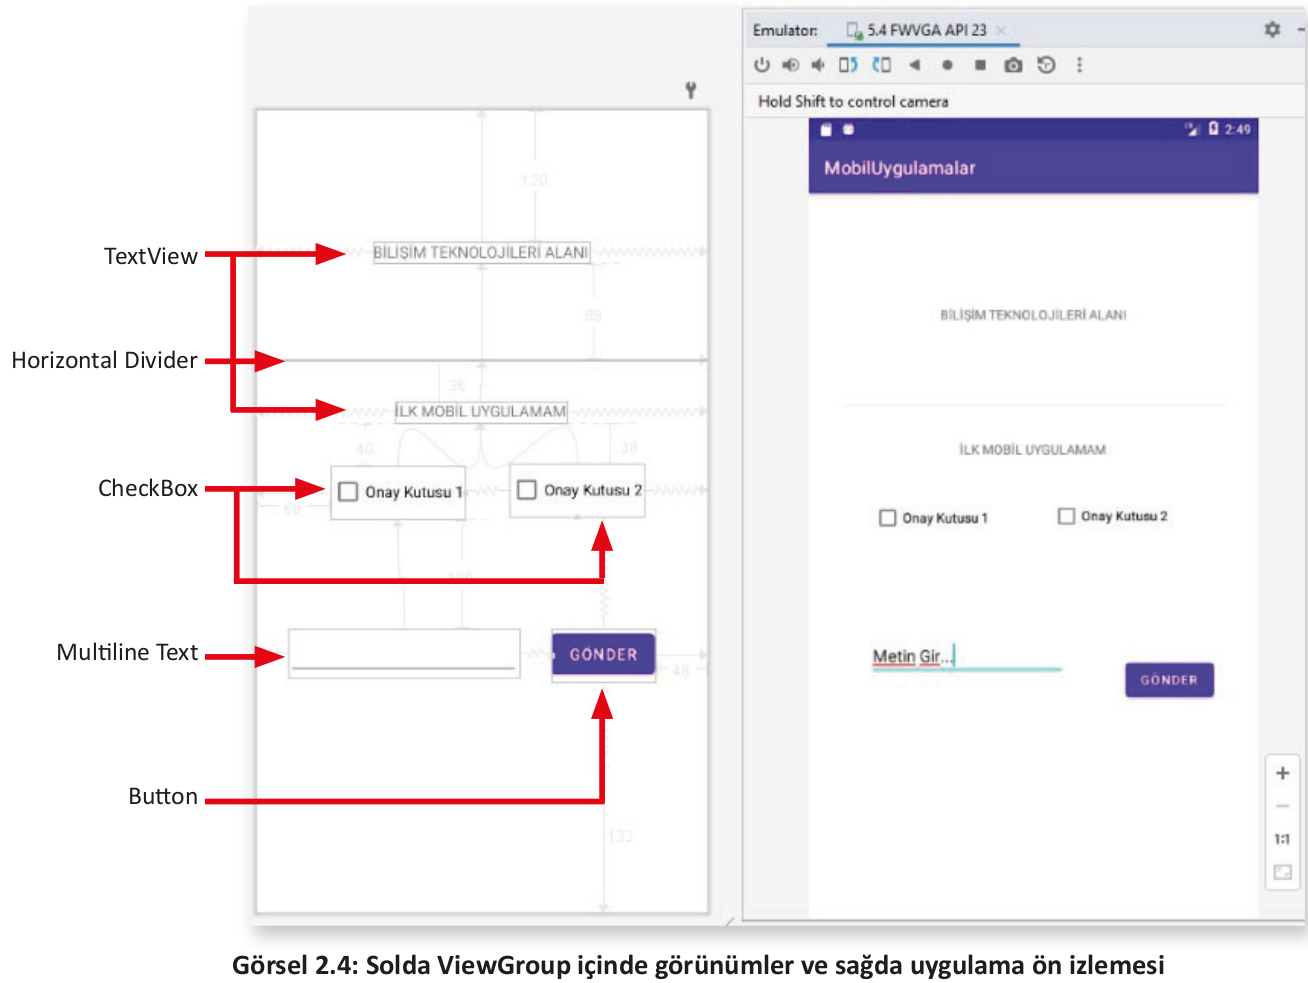 TextView
Horizontal Divider
CheckBox
Multiline Text
Button
120
BİLİŞİM TEKNOLOJİLERİ ALANI
88
36
İLK MOBİL UYGULAMAM
40
38
Onay Kutusu 1
Onay Kutusu 2
68
100
GÖNDER
48
132
Emulator:
5.4 FWVGA API 23
Hold Shift to control camera
2:49
MobilUygulamalar
BİLİŞİM TEKNOLOJİLERİ ALANI
İLK MOBİL UYGULAMAM
Onay Kutusu 1
Onay Kutusu 2
Metin Gir...
GÖNDER
1:1
Görsel 2.4: Solda ViewGroup içinde görünümler ve sağda uygulama ön izlemesi